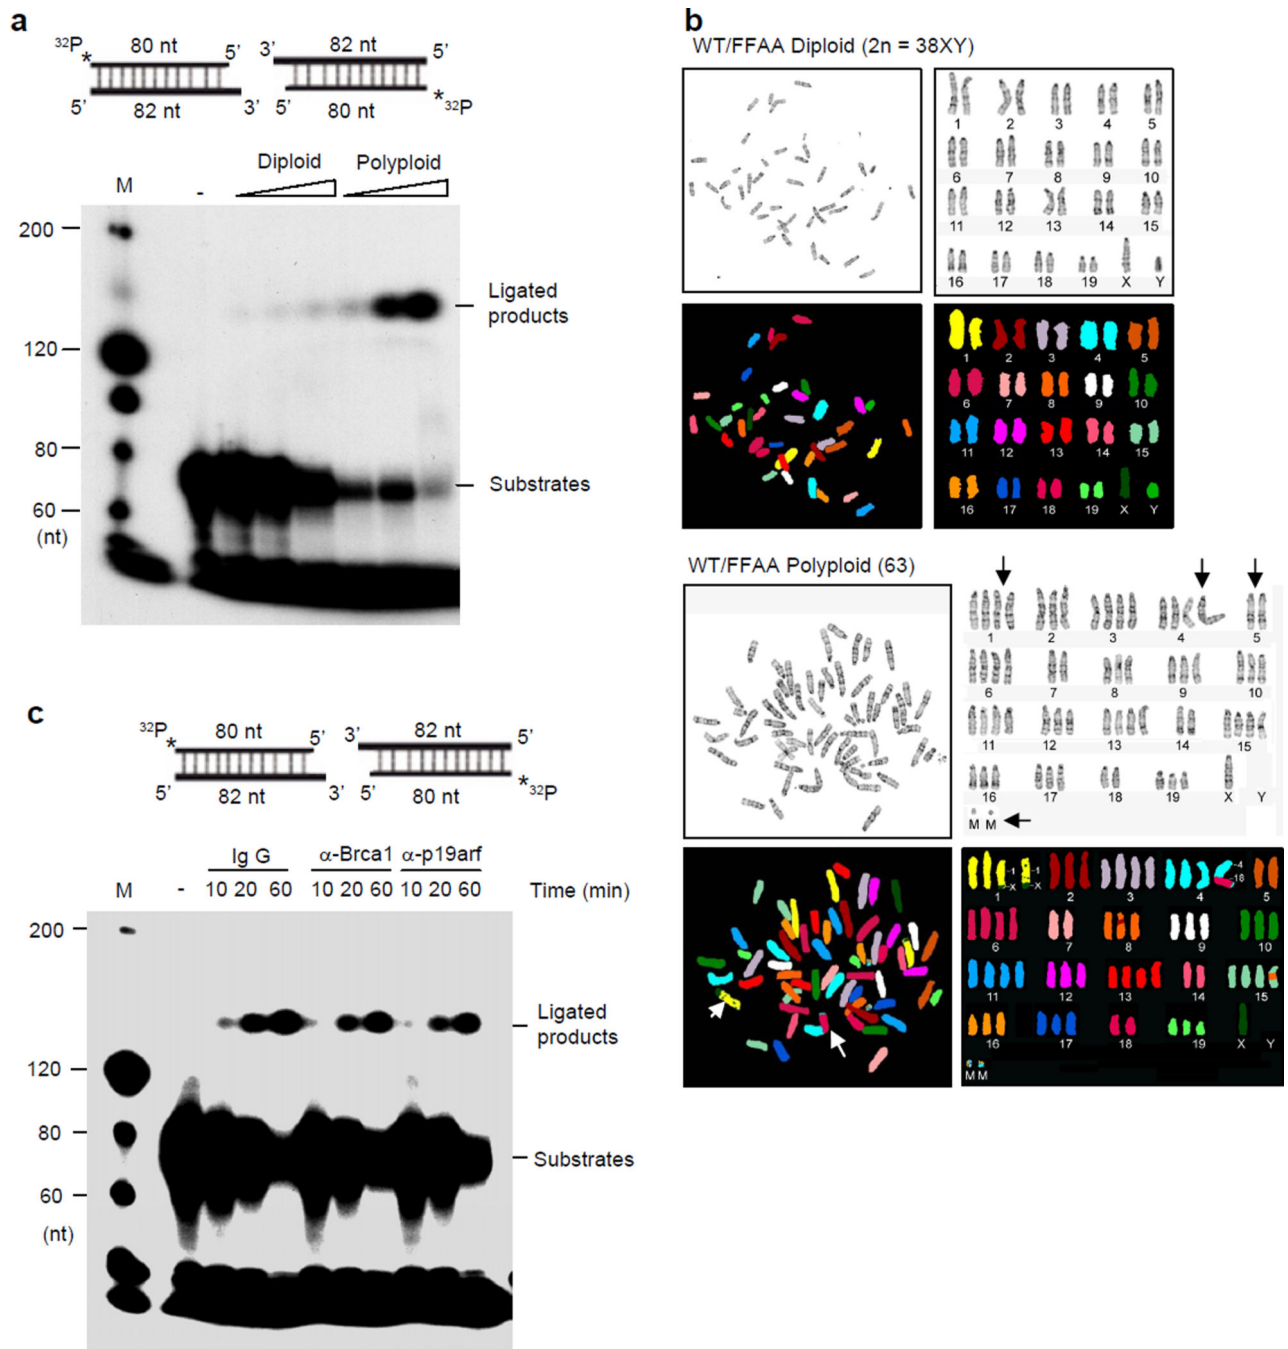 a
32P
*
80 nt
5'
3'
82 nt
5'
5'
82 nt
3'
5'
80 nt
*32P
M
-
Diploid
Polyploid
200
120
80
60
(nt)
Ligated
products
Substrates
b
WT/FFAA Diploid (2n = 38XY)
1 2 3 4 5
6 7 8 9 10
11 12 13 14 15
16 17 18 19 X Y
1 2 3 4 5
6 7 8 9 10
11 12 13 14 15
16 17 18 19 X Y
WT/FFAA Polyploid (63)
1 2 3 4 5
6 7 8 9 10
11 12 13 14 15
16 17 18 19 X Y
M M
-1 -1 -4
-X -X -18
1 2 3 4 5
6 7 8 9 10
11 12 13 14 15
16 17 18 19 X Y
M M
c
32P
*
80 nt
5'
3'
82 nt
5'
5'
82 nt
3'
5'
80 nt
*32P
Ig G α-Brca1 α-p19arf
M - 10 20 60 10 20 60 10 20 60 Time (min)
200
120
80
60
(nt)
Ligated
products
Substrates